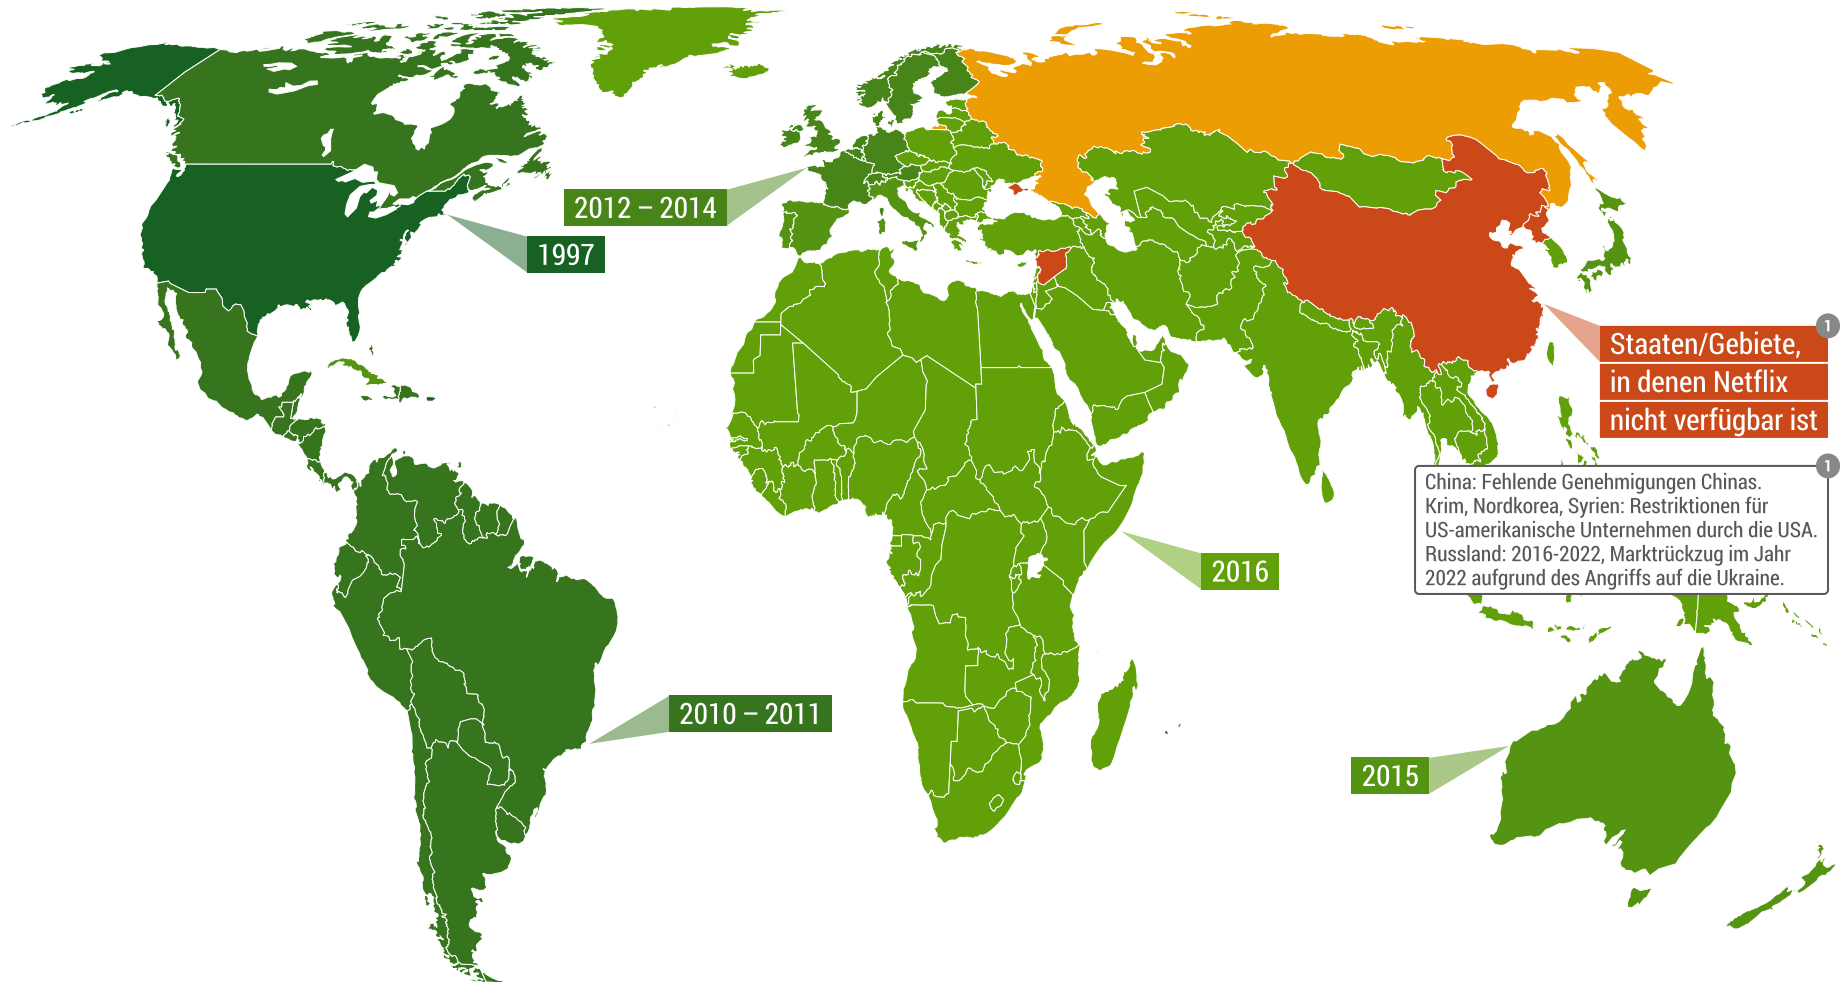 2012 – 2014
1997
Staaten/Gebiete,
1
in denen Netflix
nicht verfügbar ist
1
China: Fehlende Genehmigungen Chinas.
Krim, Nordkorea, Syrien: Restriktionen für
US-amerikanische Unternehmen durch die USA.
Russland: 2016-2022, Marktrückzug im Jahr
2022 aufgrund des Angriffs auf die Ukraine.
2016
2010 – 2011
2015